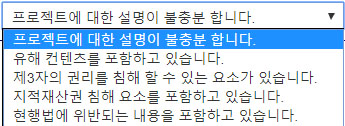 프로젝트에 대한 설명이 불충분 합니다.
프로젝트에 대한 설명이 불충분 합니다.
유해 컨텐츠를 포함하고 있습니다.
제3자의 권리를 침해 할 수 있는 요소가 있습니다.
지적재산권 침해 요소를 포함하고 있습니다.
현행법에 위반되는 내용을 포함하고 있습니다.